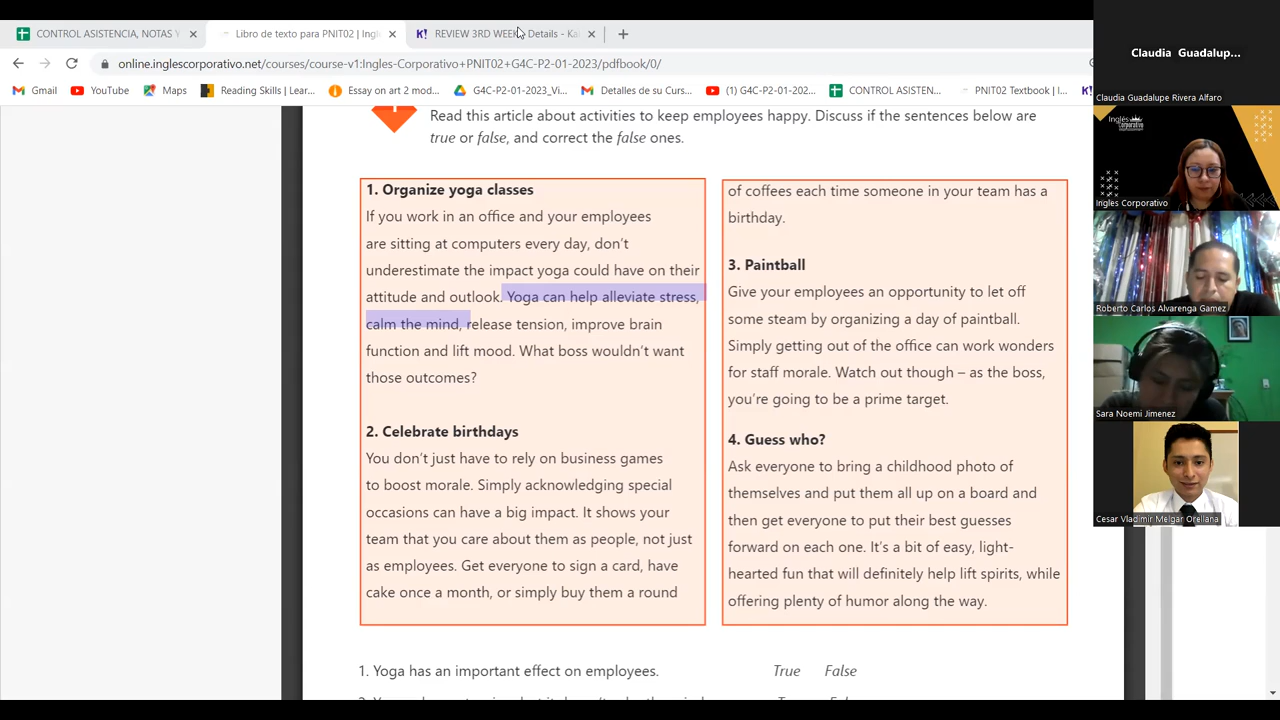 CONTROL ASISTENCIA, NOTAS Y
Libro de texto para PNIT02 | Ingl
REVIEW 3RD WEEK - Details - Ka
online.inglescorporativo.net/courses/course-v1:Ingles-Corporativo+PNIT02+G4C-P2-01-2023/pdfbook/0/
Gmail
YouTube
Maps
Reading Skills | Lear...
Essay on art 2 mod...
G4C-P2-01-2023_Vi...
Detalles de su Curs...
(1) G4C-P2-01-202...
CONTROL ASISTEN...
PNIT02 Textbook | I...
Read this article about activities to keep employees happy. Discuss if the sentences below are
true or false, and correct the false ones.
1. Organize yoga classes
If you work in an office and your employees
are sitting at computers every day, don't
underestimate the impact yoga could have on their
attitude and outlook. Yoga can help alleviate stress,
calm the mind, release tension, improve brain
function and lift mood. What boss wouldn't want
those outcomes?
2. Celebrate birthdays
You don't just have to rely on business games
to boost morale. Simply acknowledging special
occasions can have a big impact. It shows your
team that you care about them as people, not just
as employees. Get everyone to sign a card, have
cake once a month, or simply buy them a round
of coffees each time someone in your team has a
birthday.
3. Paintball
Give your employees an opportunity to let off
some steam by organizing a day of paintball.
Simply getting out of the office can work wonders
for staff morale. Watch out though – as the boss,
you're going to be a prime target.
4. Guess who?
Ask everyone to bring a childhood photo of
themselves and put them all up on a board and
then get everyone to put their best guesses
forward on each one. It's a bit of easy, light-
hearted fun that will definitely help lift spirits, while
offering plenty of humor along the way.
1. Yoga has an important effect on employees. True False
Claudia Guadalup...
Claudia Guadalupe Rivera Alfaro
Inglés
Corporativo
Ingles Corporativo
Roberto Carlos Alvarenga Gamez
Sara Noemi Jimenez
Cesar Vladimir Melgar Orellana